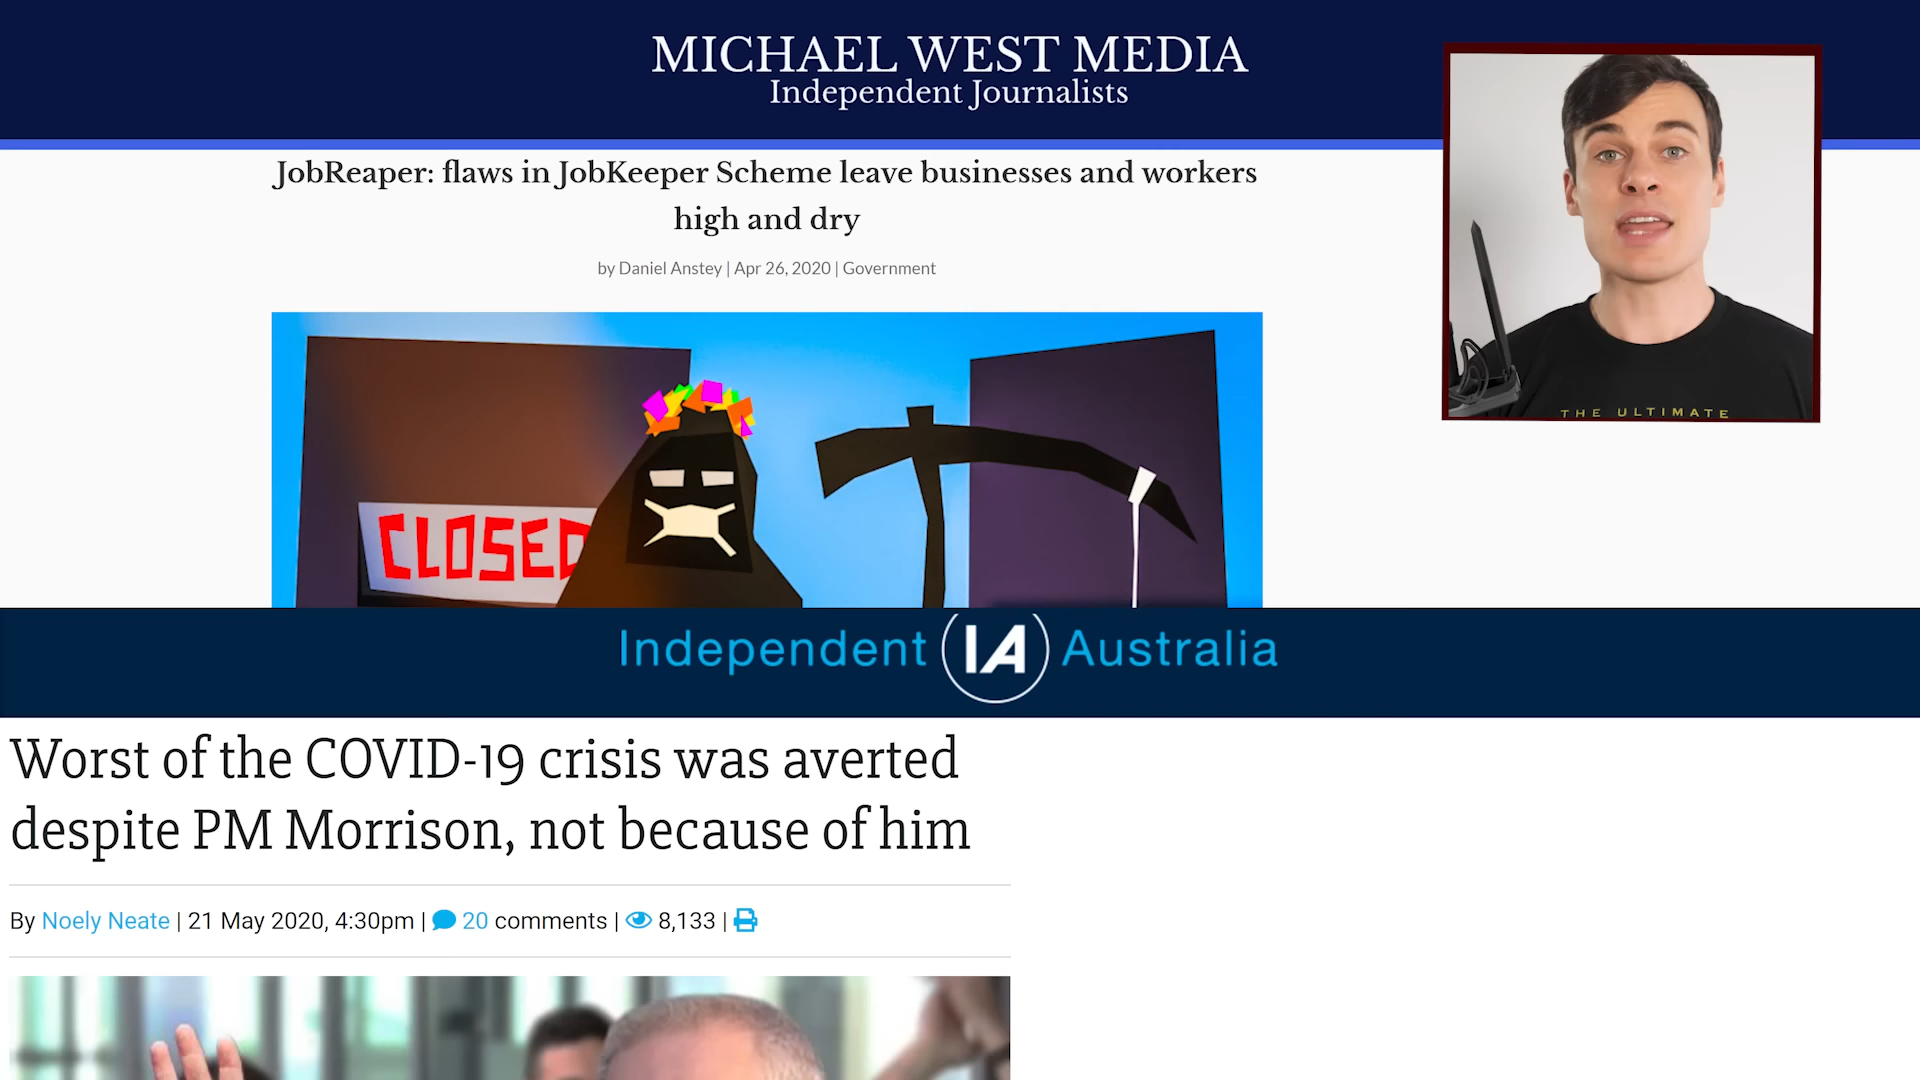 MICHAEL WEST MEDIA
Independent Journalists
JobReaper: flaws in JobKeeper Scheme leave businesses and workers
high and dry
by Daniel Anstey | Apr 26, 2020 | Government
THE ULTIMATE
CLOSED
Independent IA Australia
Worst of the COVID-19 crisis was averted
despite PM Morrison, not because of him
By Noely Neate | 21 May 2020, 4:30pm | 20 comments | 8,133 |